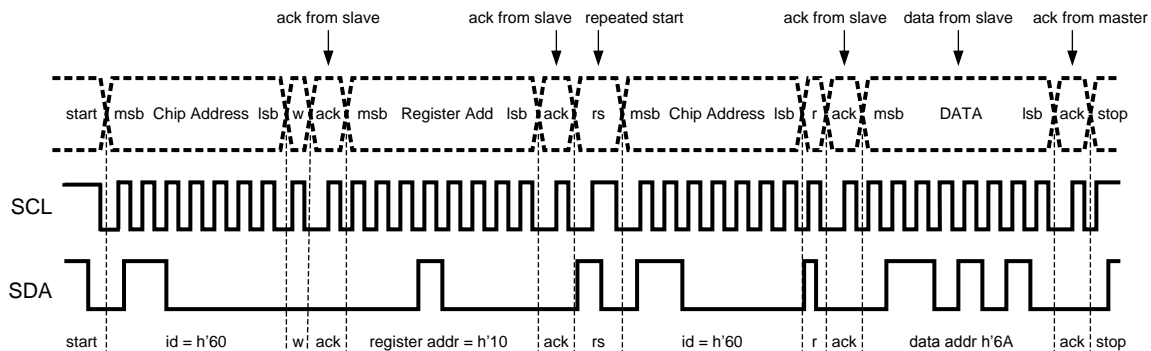 ack from slave ack from slave repeated start ack from slave data from slave ack from master
start msb Chip Address lsb w ack msb Register Add lsb ack rs msb Chip Address lsb r ack msb DATA lsb ack stop
SCL
SDA
start id = h'60 w ack register addr = h'10 ack rs id = h'60 r ack data addr h'6A ack stop